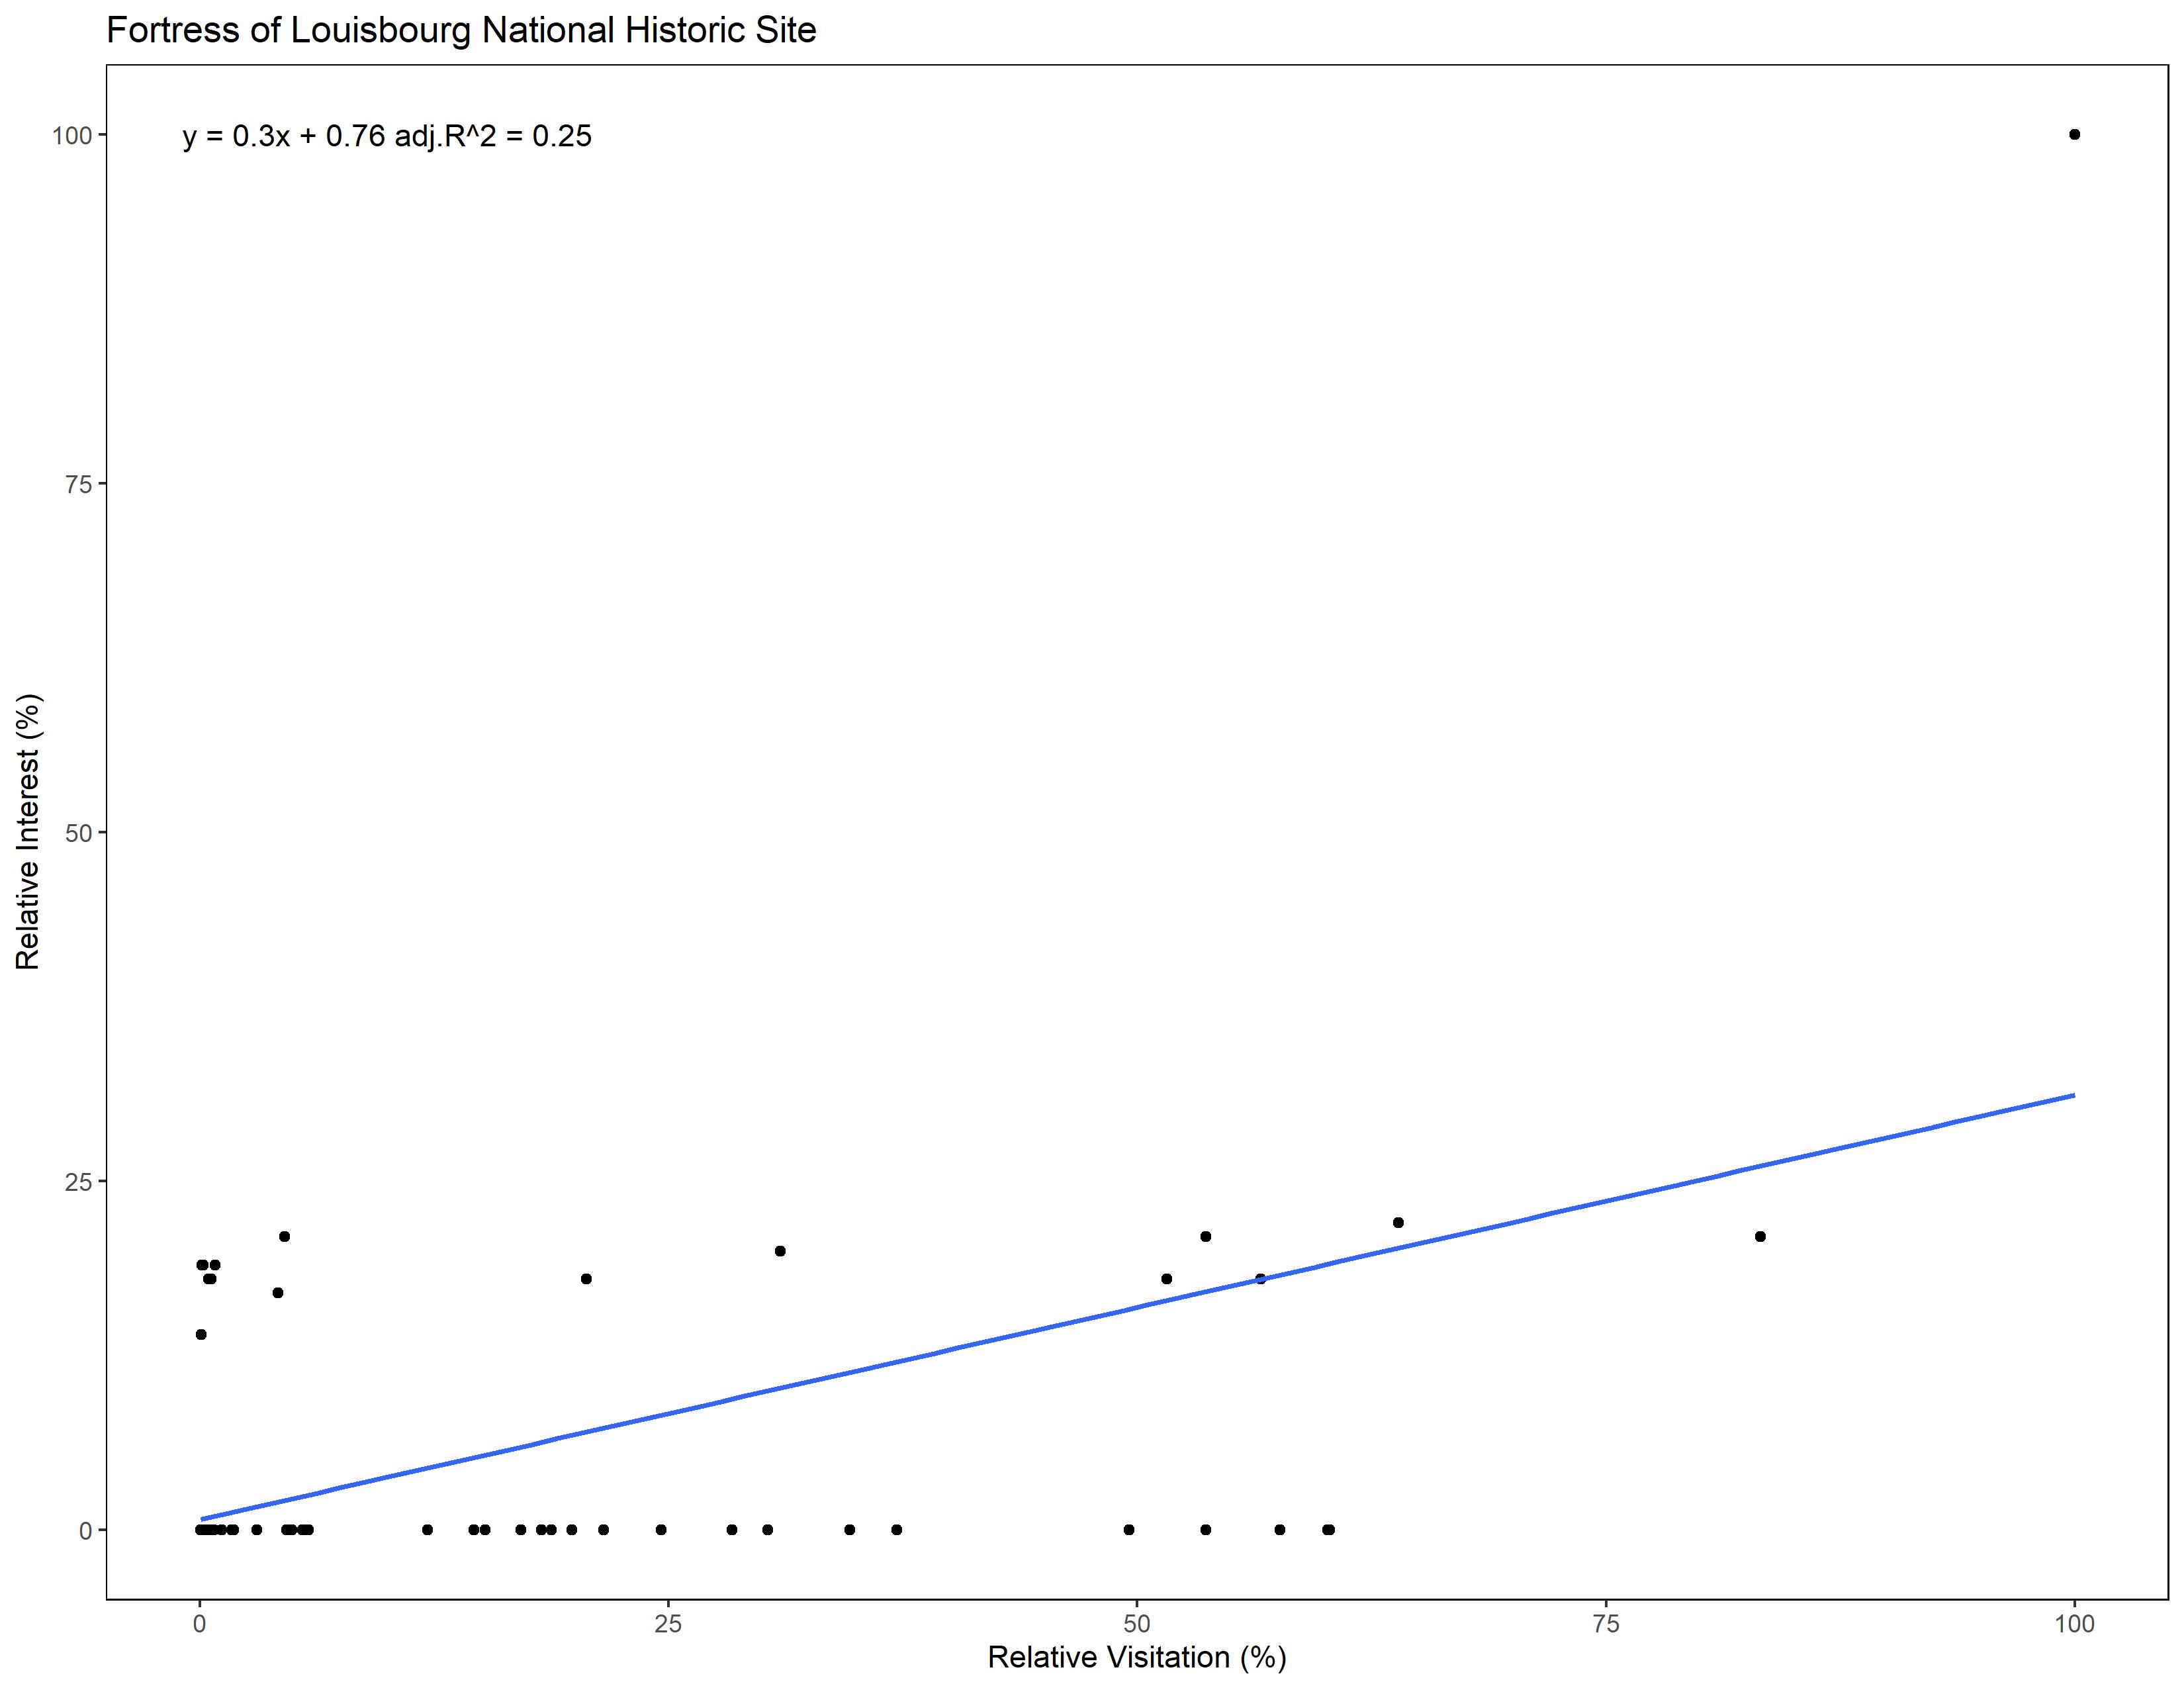 Fortress of Louisbourg National Historic Site
y = 0.3x + 0.76 adj.R^2 = 0.25
100
75
50
25
0
Relative Interest (%)
0 25 50 75 100
Relative Visitation (%)